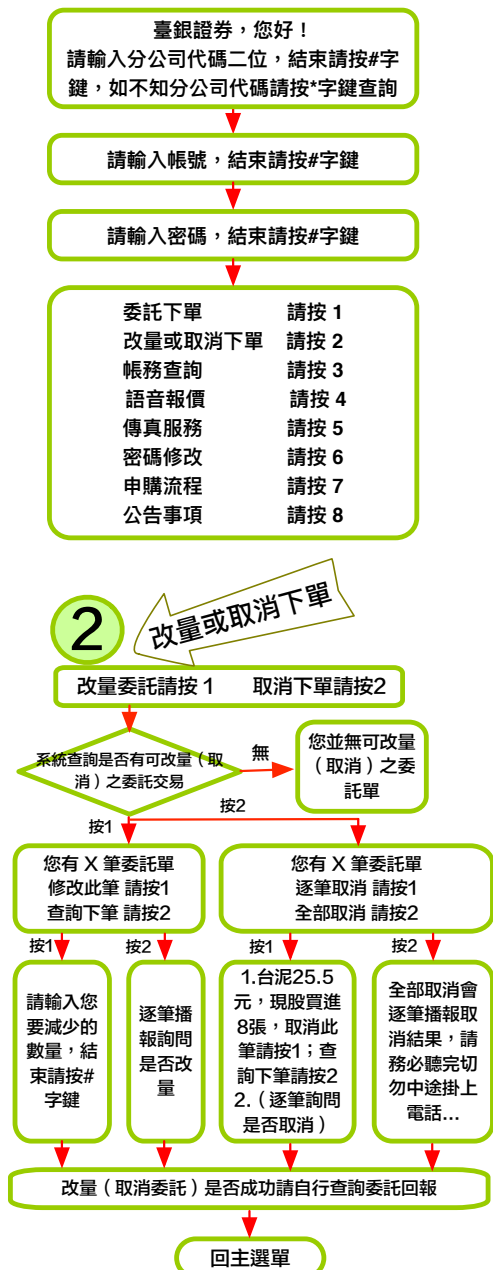 臺銀證券，您好！
請輸入分公司代碼二位，結束請按#字
鍵，如不知分公司代碼請按*字鍵查詢
請輸入帳號，結束請按#字鍵
請輸入密碼，結束請按#字鍵
委託下單 請按 1
改量或取消下單 請按 2
帳務查詢 請按 3
語音報價 請按 4
傳真服務 請按 5
密碼修改 請按 6
申購流程 請按 7
公告事項 請按 8
2
改量或取消下單
改量委託請按 1 取消下單請按2
系統查詢是否有可改量（取
消）之委託交易
無
您並無可改量
（取消）之委
託單
按1
按2
您有 X 筆委託單
修改此筆 請按1
查詢下筆 請按2
您有 X 筆委託單
逐筆取消 請按1
全部取消 請按2
按1
按2
按1
按2
請輸入您
要減少的
數量，結
束請按#
字鍵
逐筆播
報詢問
是否改
量
1.台泥25.5
元，現股買進
8張，取消此
筆請按1；查
詢下筆請按2
2.（逐筆詢問
是否取消）
全部取消會
逐筆播報取
消結果，請
務必聽完切
勿中途掛上
電話...
改量（取消委託）是否成功請自行查詢委託回報
回主選單